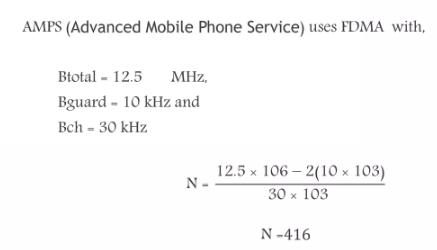 AMPS (Advanced Mobile Phone Service) uses FDMA with,
Btotal = 12.5 MHz,
Bguard = 10 kHz and
Bch = 30 kHz
N = 12.5 × 106 – 2(10 × 103)
30 × 103
N =416